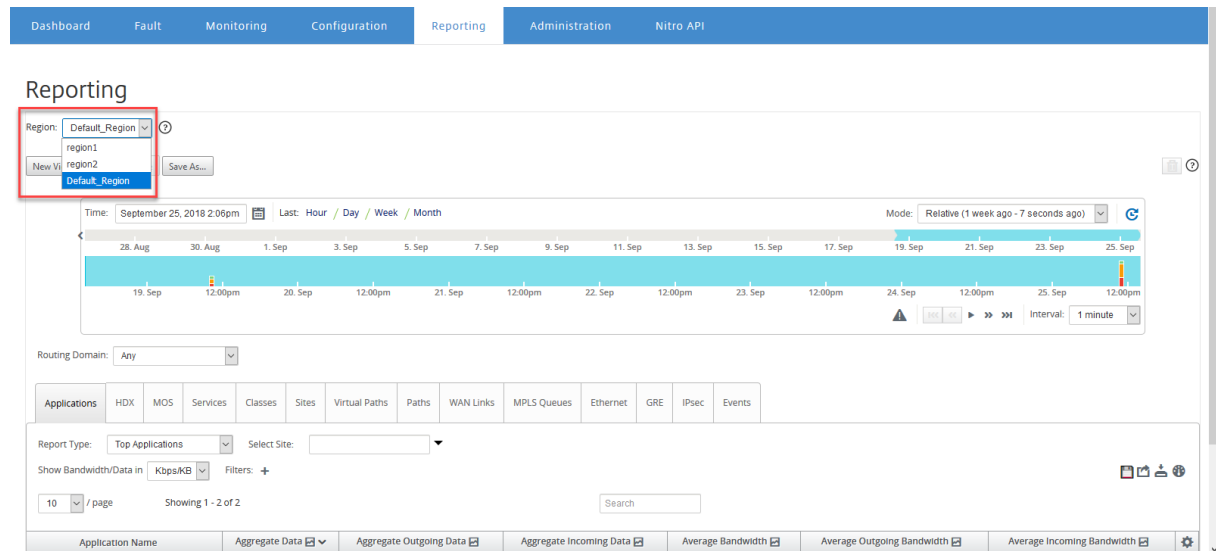 Dashboard Fault Monitoring Configuration Reporting Administration Nitro API
Reporting
Region: Default_Region ?
region1
region2
Default_Region
New Vi Save As... ?
Time: September 25, 2018 2:06pm Last: Hour / Day / Week / Month Mode: Relative (1 week ago - 7 seconds ago)
28. Aug 30. Aug 1. Sep 3. Sep 5. Sep 7. Sep 9. Sep 11. Sep 13. Sep 15. Sep 17. Sep 19. Sep 21. Sep 23. Sep 25. Sep
19. Sep 12:00pm 20. Sep 12:00pm 21. Sep 12:00pm 22. Sep 12:00pm 23. Sep 12:00pm 24. Sep 12:00pm 25. Sep 12:00pm
Interval: 1 minute
Routing Domain: Any
Applications HDX MOS Services Classes Sites Virtual Paths Paths WAN Links MPLS Queues Ethernet GRE IPsec Events
Report Type: Top Applications Select Site:
Show Bandwidth/Data in Kbps/KB Filters: +
10 / page Showing 1 - 2 of 2 Search
Application Name Aggregate Data Aggregate Outgoing Data Aggregate Incoming Data Average Bandwidth Average Outgoing Bandwidth Average Incoming Bandwidth